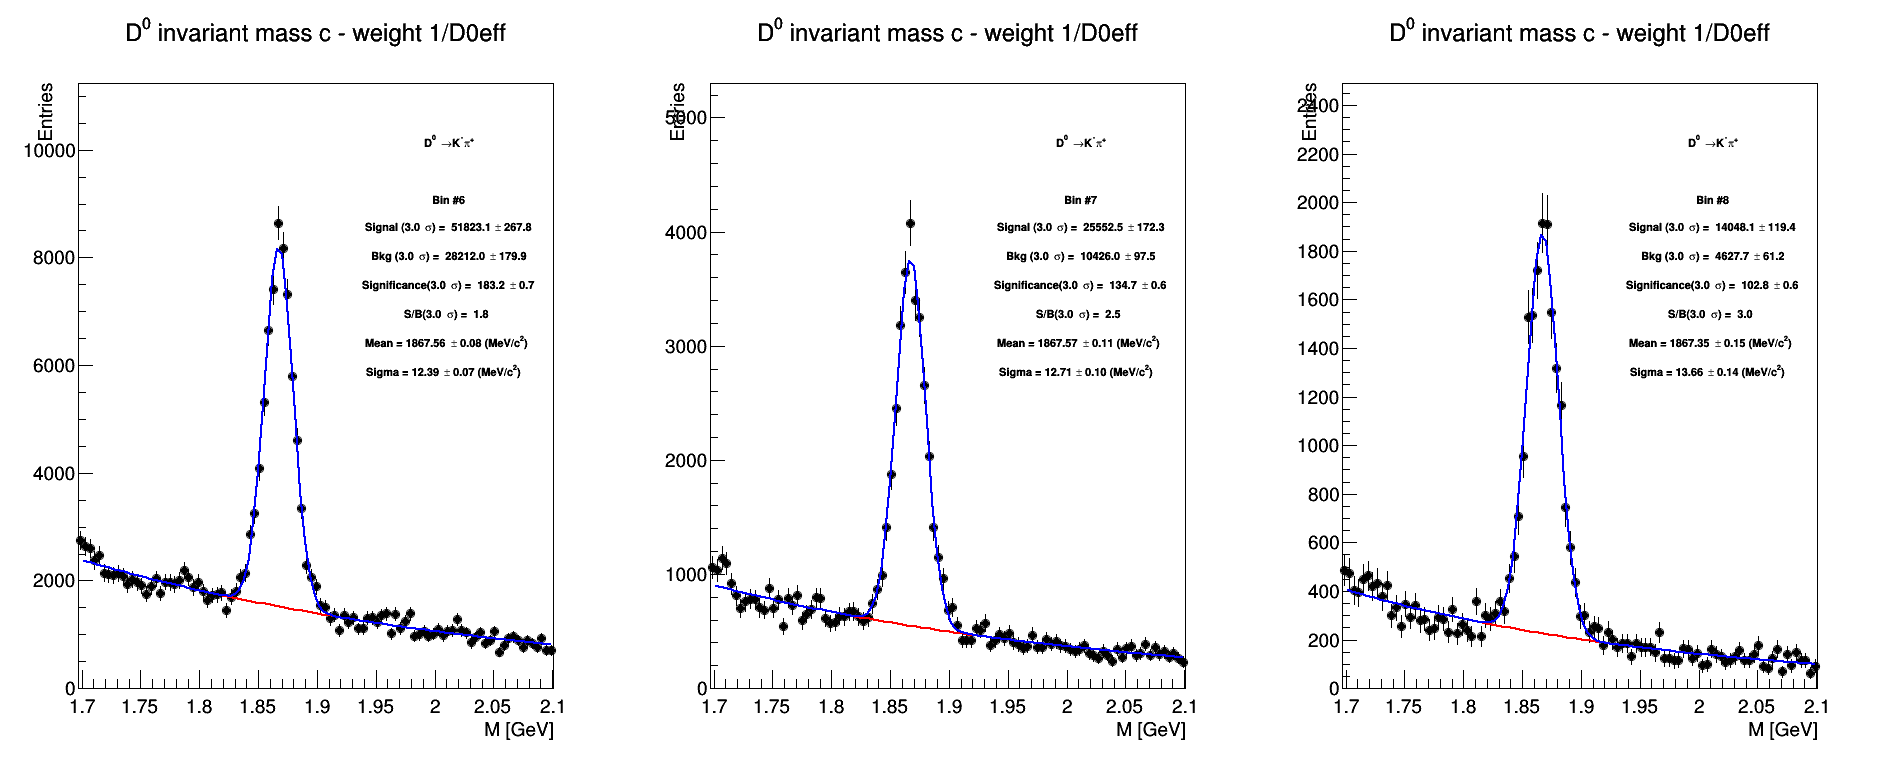 D⁰ invariant mass c - weight 1/D0eff
Entries
10000
8000
6000
4000
2000
0
D⁰ →K⁻π⁺
Bin #6
Signal (3.0 σ) = 51823.1 ± 267.8
Bkg (3.0 σ) = 28212.0 ± 179.9
Significance(3.0 σ) = 183.2 ± 0.7
S/B(3.0 σ) = 1.8
Mean = 1867.56 ± 0.08 (MeV/c²)
Sigma = 12.39 ± 0.07 (MeV/c²)
1.7 1.75 1.8 1.85 1.9 1.95 2 2.05 2.1
M [GeV]
D⁰ invariant mass c - weight 1/D0eff
Entries
5000
4000
3000
2000
1000
0
D⁰ →K⁻π⁺
Bin #7
Signal (3.0 σ) = 25552.5 ± 172.3
Bkg (3.0 σ) = 10426.0 ± 97.5
Significance(3.0 σ) = 134.7 ± 0.6
S/B(3.0 σ) = 2.5
Mean = 1867.57 ± 0.11 (MeV/c²)
Sigma = 12.71 ± 0.10 (MeV/c²)
1.7 1.75 1.8 1.85 1.9 1.95 2 2.05 2.1
M [GeV]
D⁰ invariant mass c - weight 1/D0eff
Entries
2400
2200
2000
1800
1600
1400
1200
1000
800
600
400
200
0
D⁰ →K⁻π⁺
Bin #8
Signal (3.0 σ) = 14048.1 ± 119.4
Bkg (3.0 σ) = 4627.7 ± 61.2
Significance(3.0 σ) = 102.8 ± 0.6
S/B(3.0 σ) = 3.0
Mean = 1867.35 ± 0.15 (MeV/c²)
Sigma = 13.66 ± 0.14 (MeV/c²)
1.7 1.75 1.8 1.85 1.9 1.95 2 2.05 2.1
M [GeV]